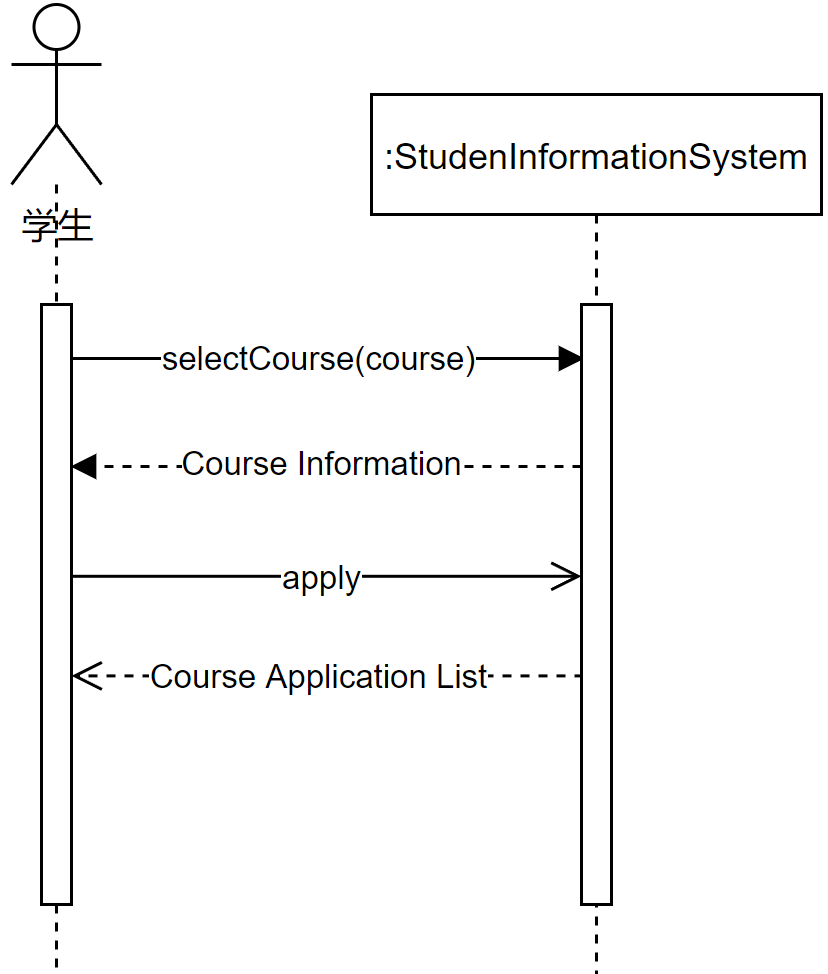 :StudenInformationSystem
学生
selectCourse(course)
Course Information
apply
Course Application List